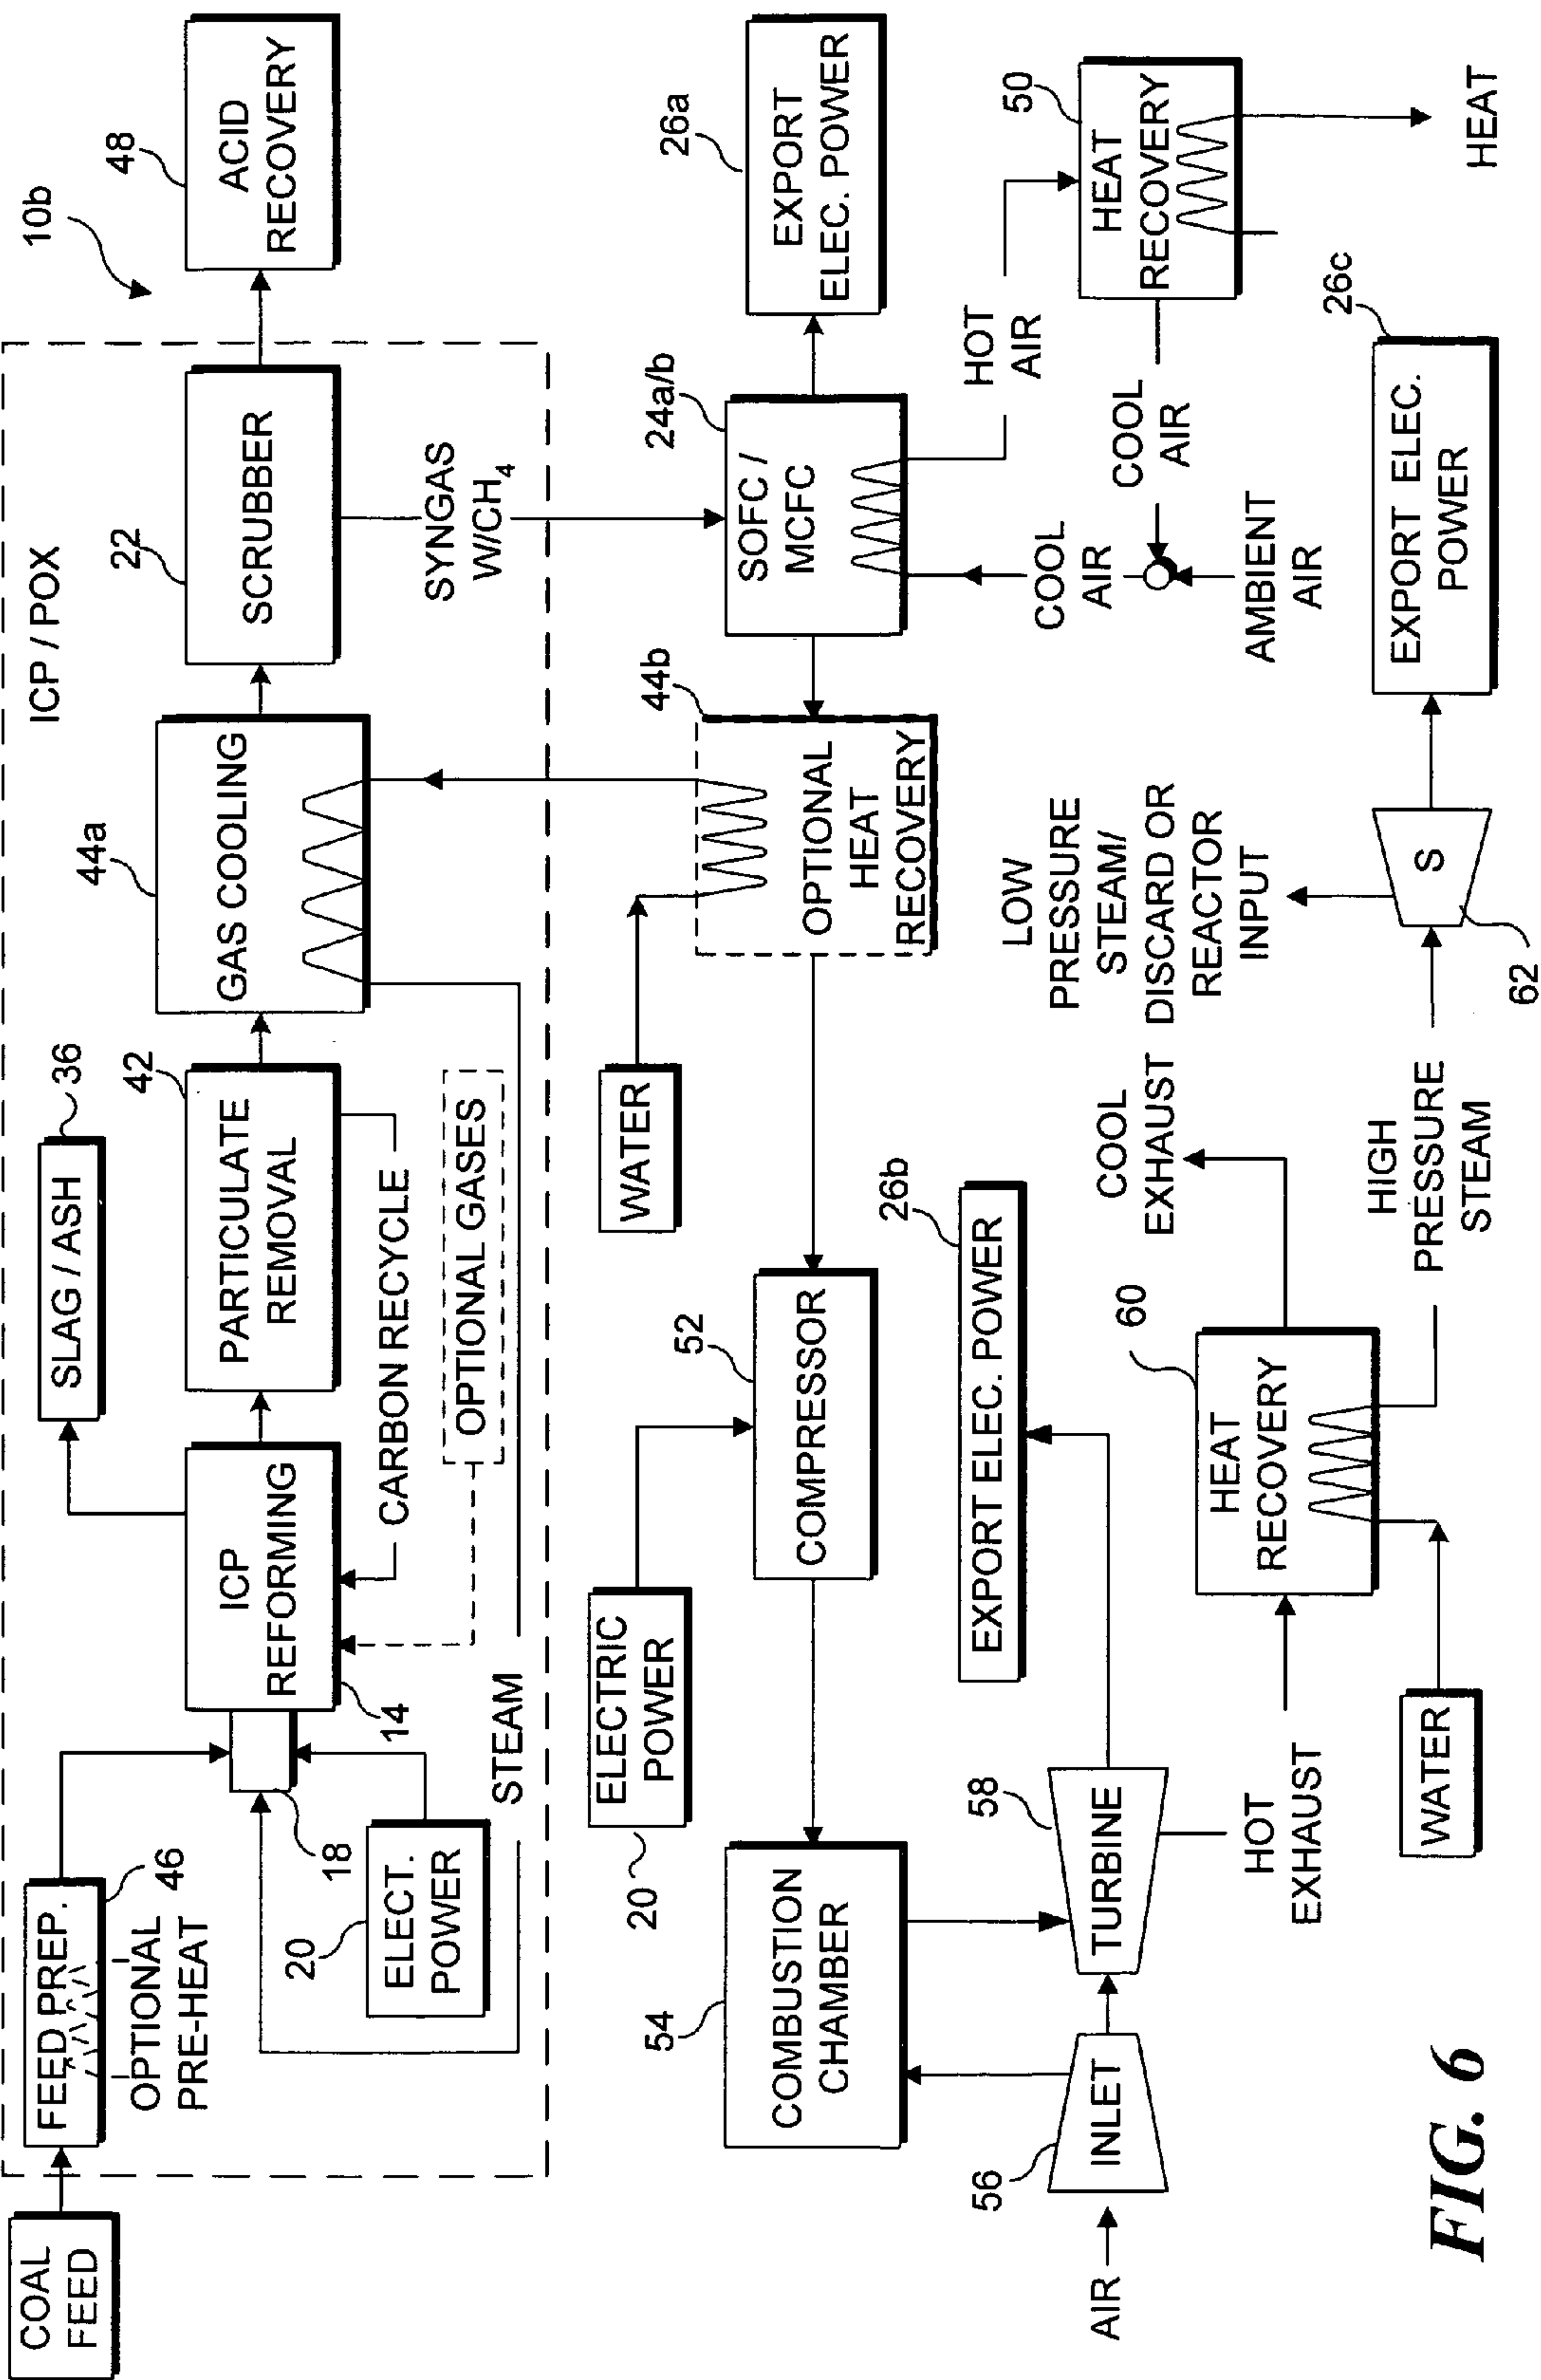 COAL
FEED
FEED PREP.
46
OPTIONAL
PRE-HEAT
20
ELECT.
POWER
18
14
STEAM
ICP
REFORMING
SLAG / ASH
36
CARBON RECYCLE
OPTIONAL GASES
PARTICULATE
REMOVAL
42
GAS COOLING
44a
ICP / POX
SCRUBBER
22
SYNGAS
W/CH4
10b
ACID
RECOVERY
48
EXPORT
ELEC. POWER
26a
SOFC /
MCFC
24a/b
HOT
AIR
HEAT
RECOVERY
50
HEAT
COOL
AIR
COOL
AIR
AMBIENT
AIR
OPTIONAL
HEAT
RECOVERY
44b
WATER
COMPRESSOR
52
ELECTRIC
POWER
20
COMBUSTION
CHAMBER
54
AIR
INLET
56
TURBINE
58
EXPORT ELEC. POWER
26b
HOT
EXHAUST
HEAT
RECOVERY
60
WATER
COOL
EXHAUST
HIGH
PRESSURE
STEAM
LOW
PRESSURE
STEAM/
DISCARD OR
REACTOR
INPUT
S
62
EXPORT ELEC.
POWER
26c
FIG. 6